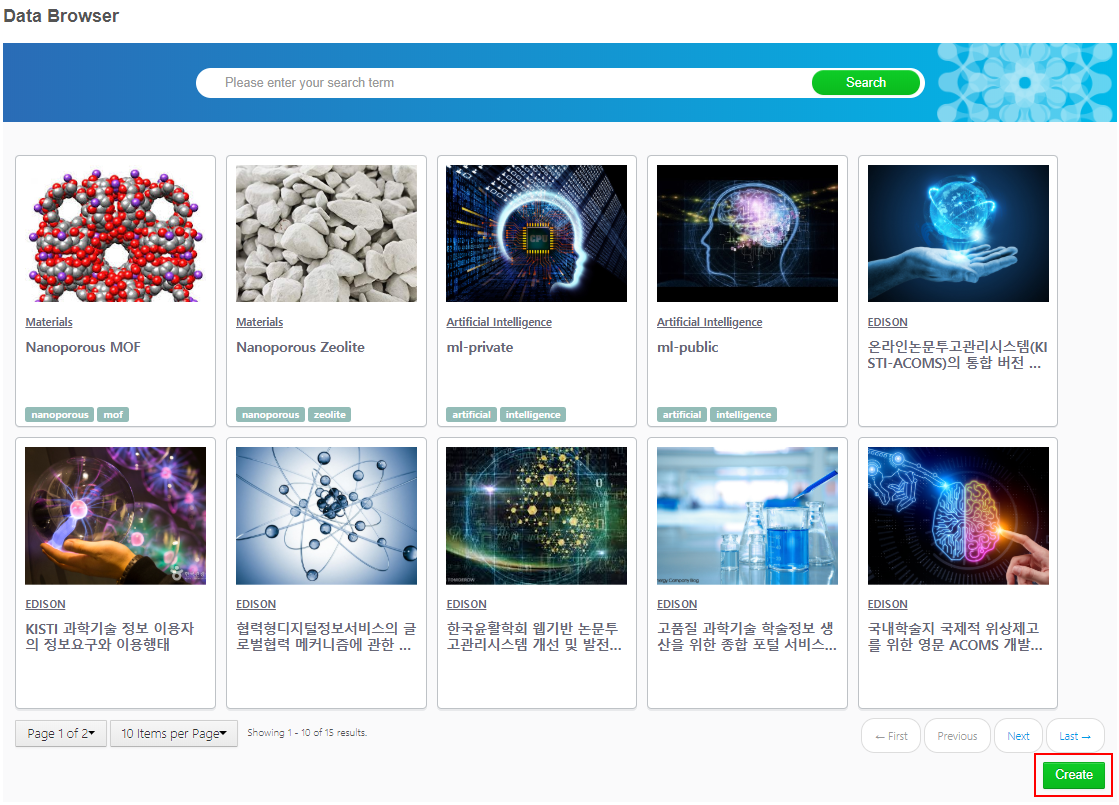 Data Browser
Please enter your search term
Search
CPU
Materials
Nanoporous MOF
nanoporous mof
Materials
Nanoporous Zeolite
nanoporous zeolite
Artificial Intelligence
ml-private
artificial intelligence
Artificial Intelligence
ml-public
artificial intelligence
EDISON
온라인논문투고관리시스템(KI
STI-ACOMS)의 통합 버전 ...
TOMORROW
EDISON
KISTI 과학기술 정보 이용자
의 정보요구와 이용행태
EDISON
협력형디지털정보서비스의 글
로벌협력 메커니즘에 관한 ...
EDISON
한국윤활학회 웹기반 논문투
고관리시스템 개선 및 발전...
EDISON
고품질 과학기술 학술정보 생
산을 위한 종합 포털 서비스...
EDISON
국내학술지 국제적 위상제고
를 위한 영문 ACOMS 개발...
Page 1 of 2 10 Items per Page Showing 1 - 10 of 15 results.
← First Previous Next Last →
Create